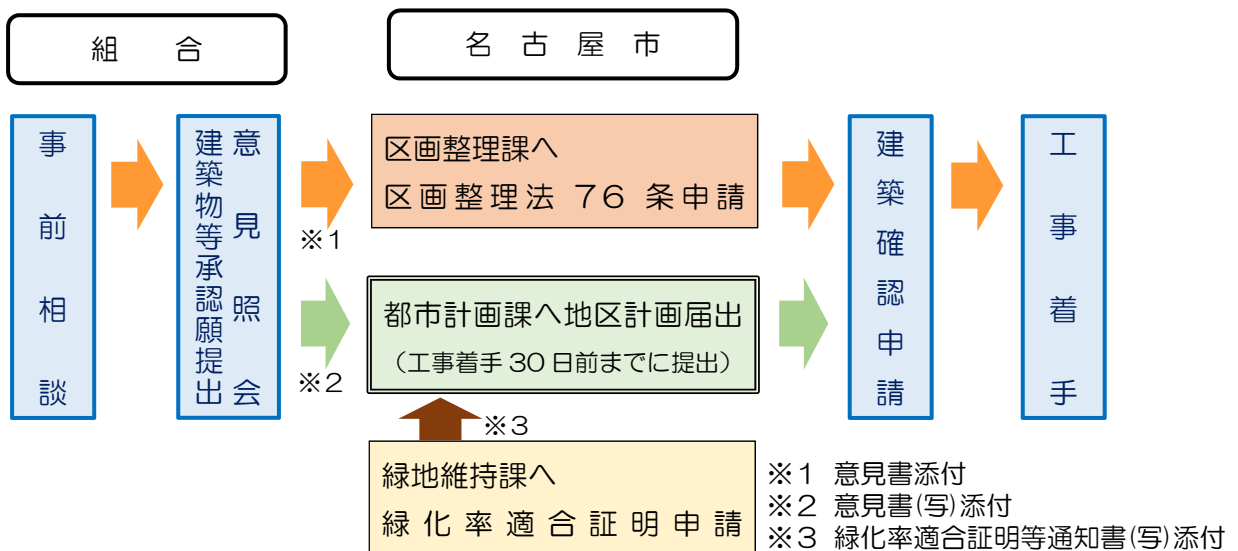 組合
名古屋市
事前相談
意見照会
建築物等承認願提出
※1
※2
区画整理課へ
区画整理法 76 条申請
都市計画課へ地区計画届出
（工事着手 30 日前までに提出）
※3
緑地維持課へ
緑化率適合証明申請
建築確認申請
工事着手
※1 意見書添付
※2 意見書(写)添付
※3 緑化率適合証明等通知書(写)添付